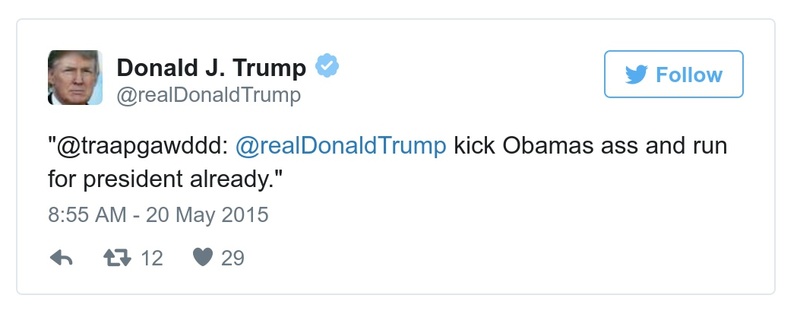 Donald J. Trump
@realDonaldTrump
Follow
"@traapgawddd: @realDonaldTrump kick Obamas ass and run
for president already."
8:55 AM - 20 May 2015
12 29